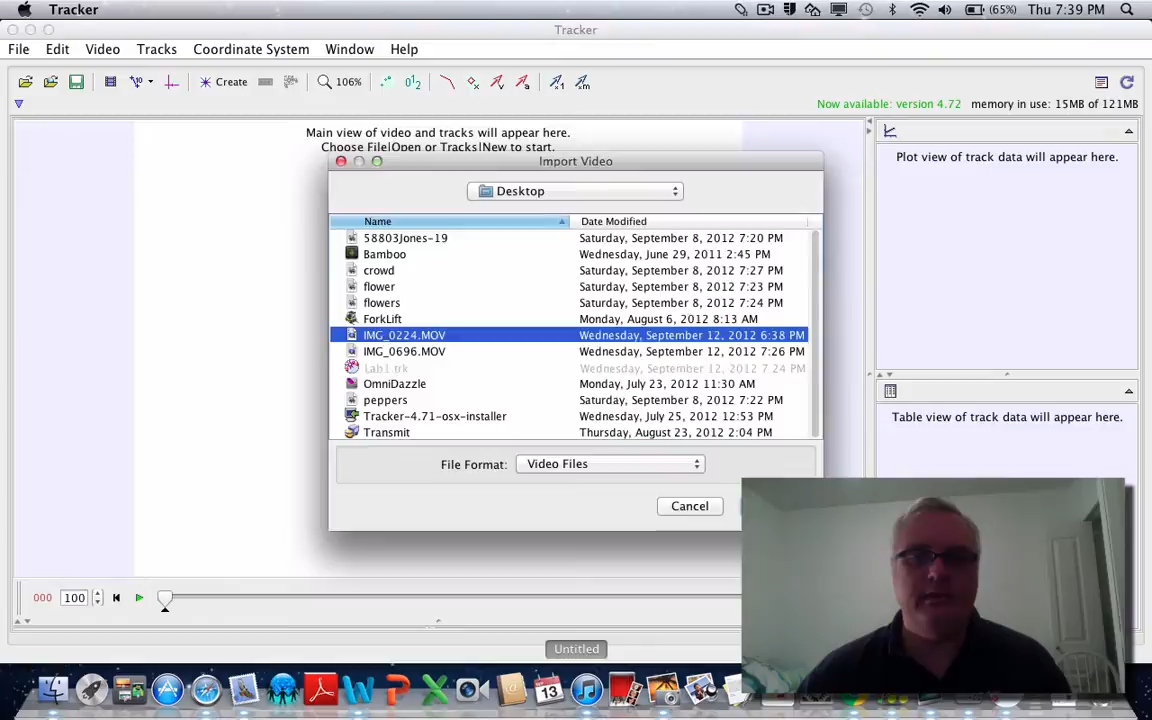 Tracker (65%) Thu 7:39 PM
Tracker
File Edit Video Tracks Coordinate System Window Help
Create 106%
Now available: version 4.72 memory in use: 15MB of 121MB
Main view of video and tracks will appear here.
Choose File|Open or Tracks|New to start.
Plot view of track data will appear here.
Import Video
Desktop
Name Date Modified
58803Jones-19 Saturday, September 8, 2012 7:20 PM
Bamboo Wednesday, June 29, 2011 2:45 PM
crowd Saturday, September 8, 2012 7:27 PM
flower Saturday, September 8, 2012 7:23 PM
flowers Saturday, September 8, 2012 7:24 PM
ForkLift Monday, August 6, 2012 8:13 AM
IMG_0224.MOV Wednesday, September 12, 2012 6:38 PM
IMG_0696.MOV Wednesday, September 12, 2012 7:26 PM
Lab1 trk Wednesday, September 12, 2012 7:24 PM
OmniDazzle Monday, July 23, 2012 11:30 AM
peppers Saturday, September 8, 2012 7:22 PM
Tracker-4.71-osx-installer Wednesday, July 25, 2012 12:53 PM
Transmit Thursday, August 23, 2012 2:04 PM
Table view of track data will appear here.
File Format: Video Files
Cancel
000 100
Untitled
13